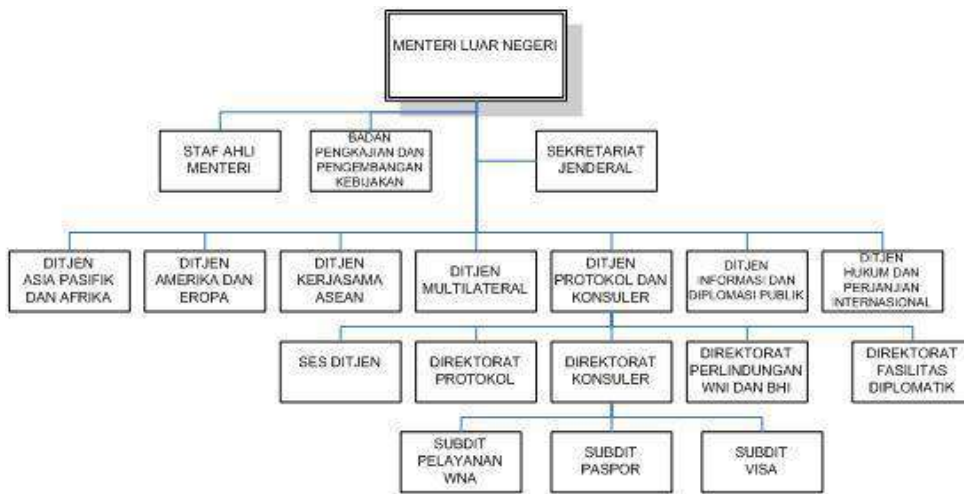 MENTERI LUAR NEGERI
STAF AHLI
MENTERI
BADAN
PENGKAJIAN DAN
PENGEMBANGAN
KEBIJAKAN
SEKRETARIAT
JENDERAL
DITJEN
ASIA PASIFIK
DAN AFRIKA
DITJEN
AMERIKA DAN
EROPA
DITJEN
KERJASAMA
ASEAN
DITJEN
MULTILATERAL
DITJEN
PROTOKOL DAN
KONSULER
DITJEN
INFORMASI DAN
DIPLOMASI PUBLIK
DITJEN
HUKUM DAN
PERJANJIAN
INTERNASIONAL
SES DITJEN
DIREKTORAT
PROTOKOL
DIREKTORAT
KONSULER
DIREKTORAT
PERLINDUNGAN
WNI DAN BHI
DIREKTORAT
FASILITAS
DIPLOMATIK
SUBDIT
PELAYANAN
WNA
SUBDIT
PASPOR
SUBDIT
VISA